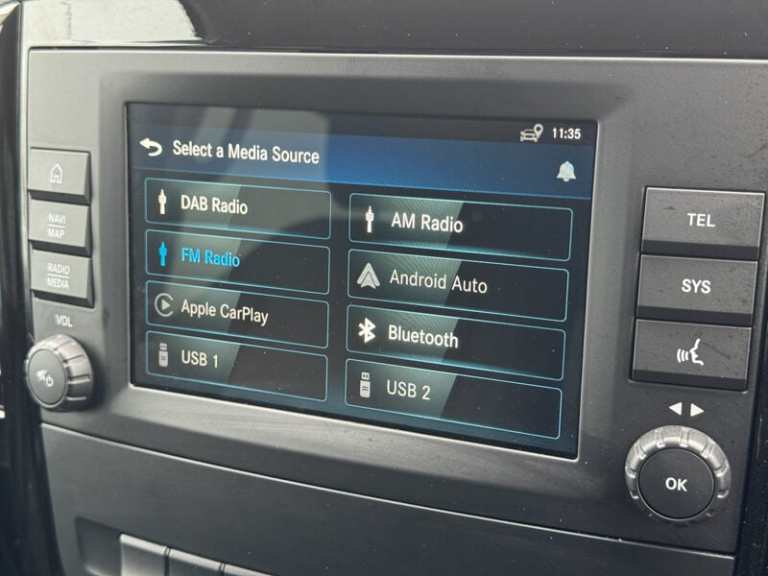 11:35
Select a Media Source
DAB Radio
AM Radio
FM Radio
Android Auto
Apple CarPlay
Bluetooth
USB 1
USB 2
NAVI
MAP
RADIO
MEDIA
VOL
TEL
SYS
OK